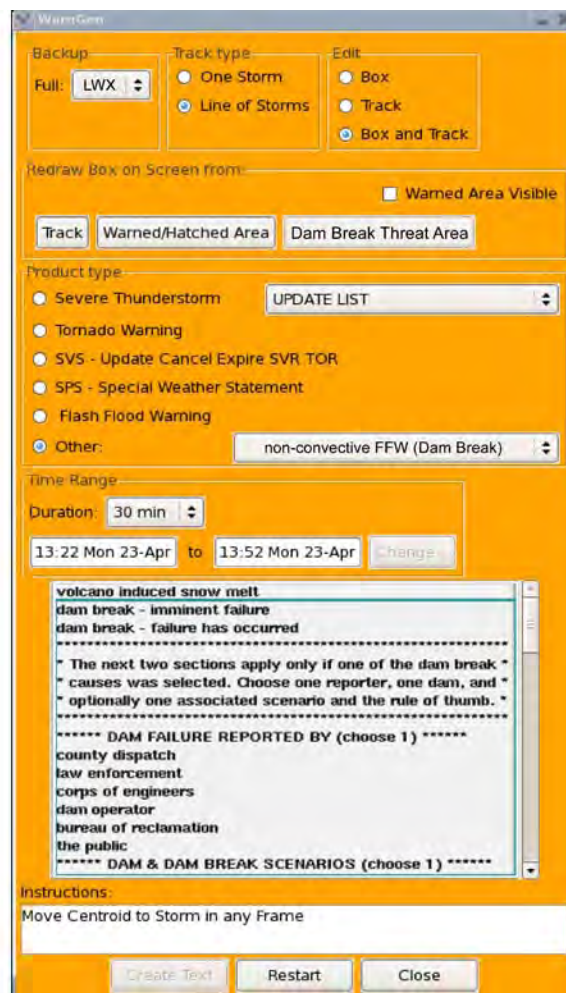 WarnGen
Backup
Track type
Edit
Full: LWX
One Storm
Line of Storms
Box
Track
Box and Track
Redraw Box on Screen from:
Warned Area Visible
Track Warned/Hatched Area Dam Break Threat Area
Product type
Severe Thunderstorm UPDATE LIST
Tornado Warning
SVS - Update Cancel Expire SVR TOR
SPS - Special Weather Statement
Flash Flood Warning
Other: non-convective FFW (Dam Break)
Time Range
Duration: 30 min
13:22 Mon 23-Apr to 13:52 Mon 23-Apr Change...
volcano induced snow melt
dam break - imminent failure
dam break - failure has occurred
************************************************************
* The next two sections apply only if one of the dam break *
* causes was selected. Choose one reporter, one dam, and *
* optionally one associated scenario and the rule of thumb. *
************************************************************
****** DAM FAILURE REPORTED BY (choose 1) ******
county dispatch
law enforcement
corps of engineers
dam operator
bureau of reclamation
the public
****** DAM & DAM BREAK SCENARIOS (choose 1) ******
Instructions:
Move Centroid to Storm in any Frame
Create Text Restart Close